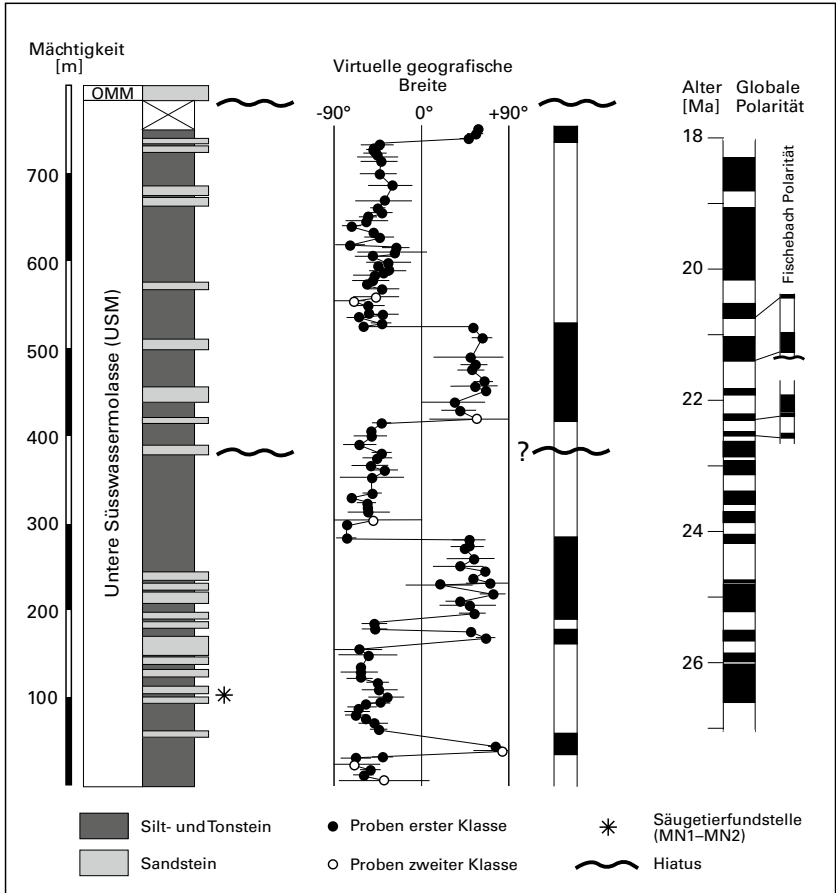 Mächtigkeit
[m]
Virtuelle geografische
Breite
-90°
0°
+90°
Alter
[Ma]
Globale
Polarität
Fischebach Polarität
OMM
Untere Süsswassermolasse (USM)
700
600
500
400
300
200
100
?
18
20
22
24
26
Silt- und Tonstein
Sandstein
Proben erster Klasse
Proben zweiter Klasse
Säugetierfundstelle
(MN1–MN2)
Hiatus